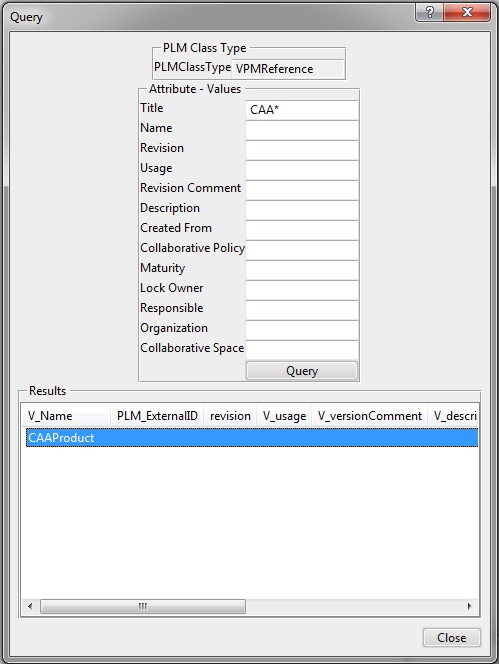 Query
PLM Class Type
PLMClassType VPMReference
Attribute - Values
Title CAA*
Name
Revision
Usage
Revision Comment
Description
Created From
Collaborative Policy
Maturity
Lock Owner
Responsible
Organization
Collaborative Space
Query
Results
V_Name PLM_ExternalID revision V_usage V_versionComment V_descri
CAAProduct
Close